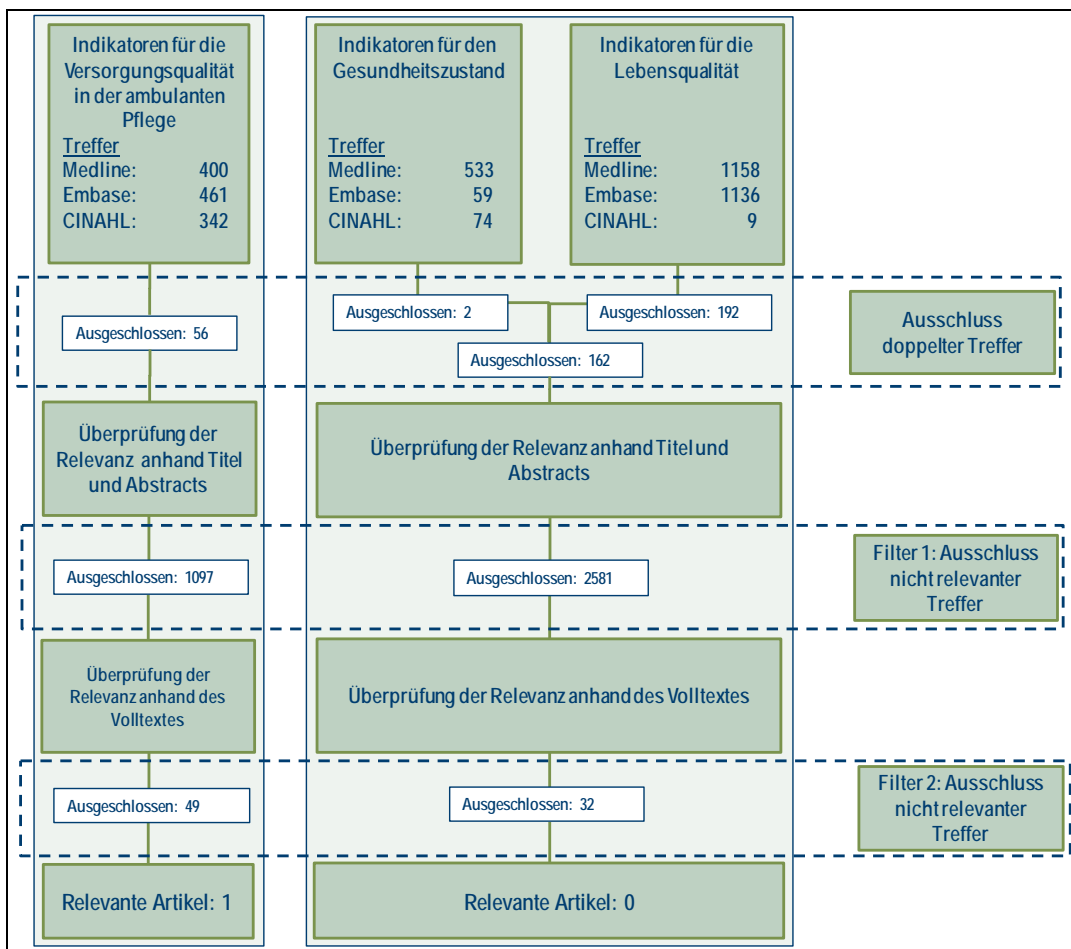 Indikatoren für die
Versorgungsqualität
in der ambulanten
Pflege
Treffer
Medline: 400
Embase: 461
CINAHL: 342
Indikatoren für den
Gesundheitszustand
Treffer
Medline: 533
Embase: 59
CINAHL: 74
Indikatoren für die
Lebensqualität
Treffer
Medline: 1158
Embase: 1136
CINAHL: 9
Ausgeschlossen: 56
Ausgeschlossen: 2
Ausgeschlossen: 192
Ausgeschlossen: 162
Ausschluss
doppelter Treffer
Überprüfung der
Relevanz anhand Titel
und Abstracts
Überprüfung der Relevanz anhand Titel und
Abstracts
Ausgeschlossen: 1097
Ausgeschlossen: 2581
Filter 1: Ausschluss
nicht relevanter
Treffer
Überprüfung der
Relevanz anhand des
Volltextes
Überprüfung der Relevanz anhand des Volltextes
Ausgeschlossen: 49
Ausgeschlossen: 32
Filter 2: Ausschluss
nicht relevanter
Treffer
Relevante Artikel: 1
Relevante Artikel: 0